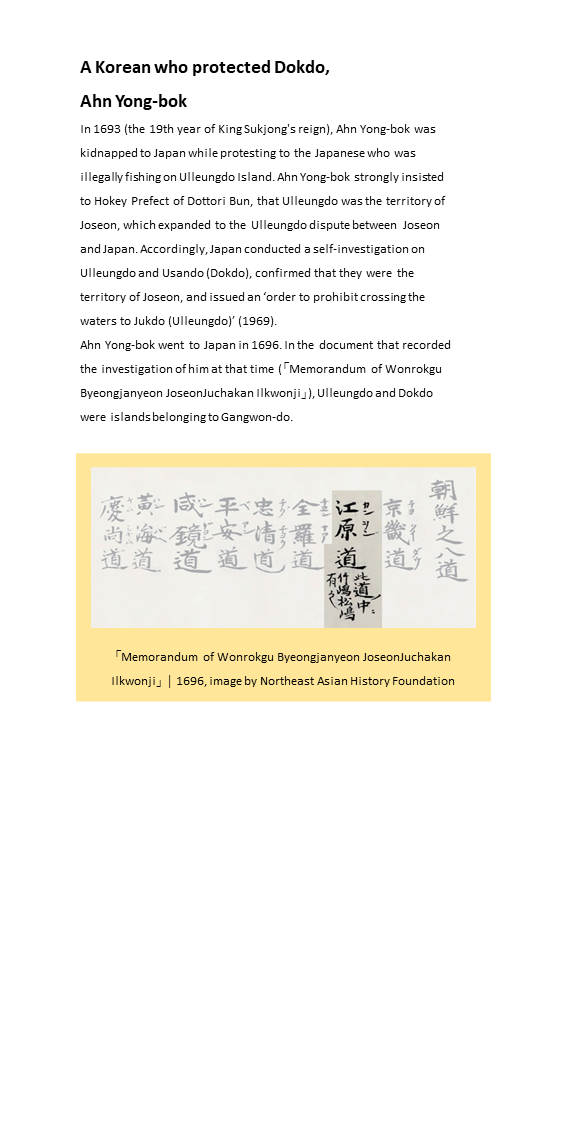 A Korean who protected Dokdo,
Ahn Yong-bok
In 1693 (the 19th year of King Sukjong's reign), Ahn Yong-bok was
kidnapped to Japan while protesting to the Japanese who was
illegally fishing on Ulleungdo Island. Ahn Yong-bok strongly insisted
to Hokey Prefect of Dottori Bun, that Ulleungdo was the territory of
Joseon, which expanded to the Ulleungdo dispute between Joseon
and Japan. Accordingly, Japan conducted a self-investigation on
Ulleungdo and Usando (Dokdo), confirmed that they were the
territory of Joseon, and issued an ‘order to prohibit crossing the
waters to Jukdo (Ulleungdo)’ (1969).
Ahn Yong-bok went to Japan in 1696. In the document that recorded
the investigation of him at that time (「Memorandum of Wonrokgu
Byeongjanyeon JoseonJuchakan Ilkwonji」), Ulleungdo and Dokdo
were islands belonging to Gangwon-do.
朝鮮之八道
京畿道
江原道
此道中
竹嶋松嶋
有之
全羅道
忠清道
平安道
咸鏡道
黄海道
慶尚道
「Memorandum of Wonrokgu Byeongjanyeon JoseonJuchakan
Ilkwonji」 | 1696, image by Northeast Asian History Foundation